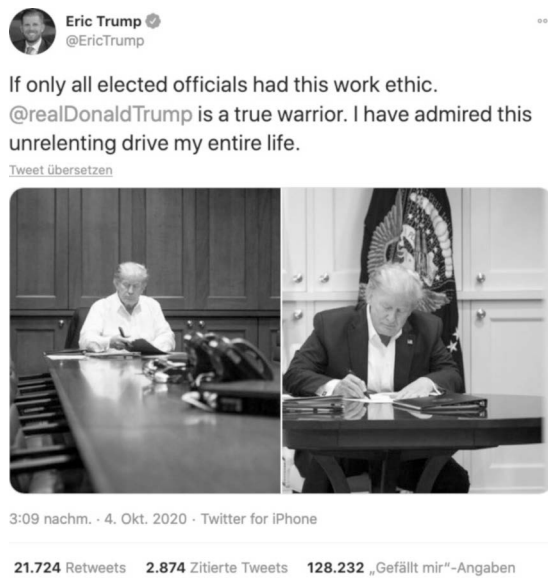 Eric Trump
@EricTrump
If only all elected officials had this work ethic.
@realDonaldTrump is a true warrior. I have admired this
unrelenting drive my entire life.
Tweet übersetzen
3:09 nachm. · 4. Okt. 2020 · Twitter for iPhone
21.724 Retweets 2.874 Zitierte Tweets 128.232 „Gefällt mir“-Angaben